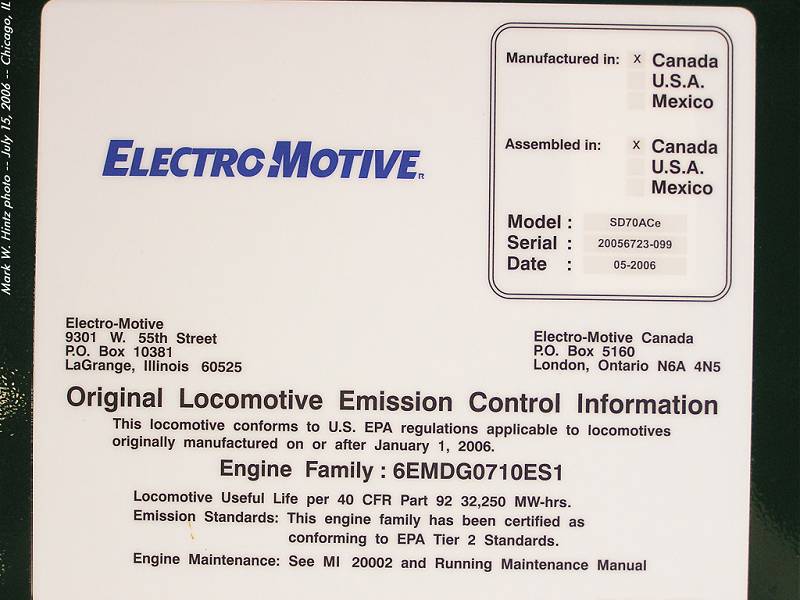 Mark W. Hintz photo -- July 15, 2006 -- Chicago, IL
ELECTRO-MOTIVE®
Manufactured in: X Canada
U.S.A.
Mexico
Assembled in: X Canada
U.S.A.
Mexico
Model : SD70ACe
Serial : 20056723-099
Date : 05-2006
Electro-Motive
9301 W. 55th Street
P.O. Box 10381
LaGrange, Illinois 60525
Electro-Motive Canada
P.O. Box 5160
London, Ontario N6A 4N5
Original Locomotive Emission Control Information
This locomotive conforms to U.S. EPA regulations applicable to locomotives
originally manufactured on or after January 1, 2006.
Engine Family : 6EMDG0710ES1
Locomotive Useful Life per 40 CFR Part 92 32,250 MW-hrs.
Emission Standards: This engine family has been certified as
conforming to EPA Tier 2 Standards.
Engine Maintenance: See MI 20002 and Running Maintenance Manual